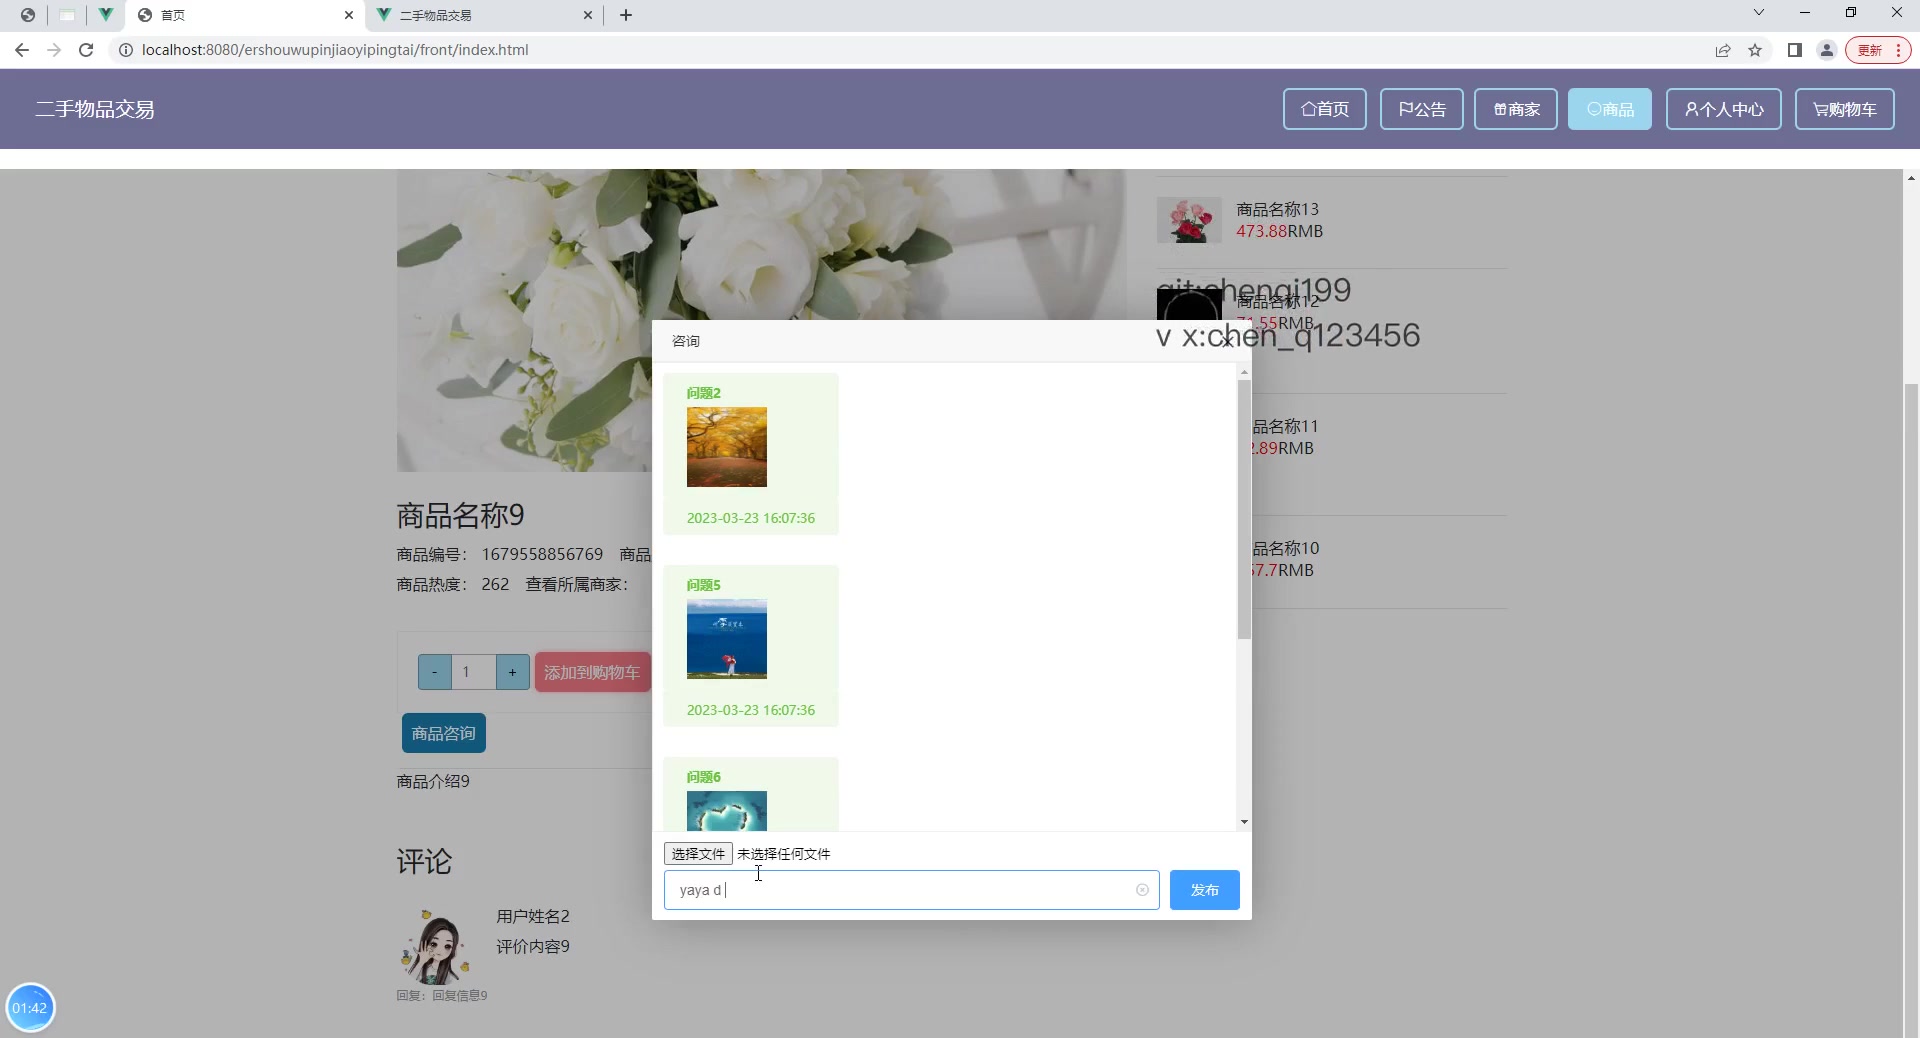 首页
二手物品交易
localhost:8080/ershouwupinjiaoyipingtai/front/index.html
更新
二手物品交易
首页
公告
商家
商品
个人中心
购物车
商品名称13
473.88RMB
git:chenqi199
商品名称12
.55RMB
v x:chen_q123456
咨询
问题2
2023-03-23 16:07:36
问题5
2023-03-23 16:07:36
问题6
品名称11
2.89RMB
品名称10
57.7RMB
商品名称9
商品编号： 1679558856769 商品
商品热度： 262 查看所属商家：
- 1 + 添加到购物车
商品咨询
商品介绍9
选择文件 未选择任何文件
yaya d
发布
评论
用户姓名2
评价内容9
回复：回复信息9
01:42